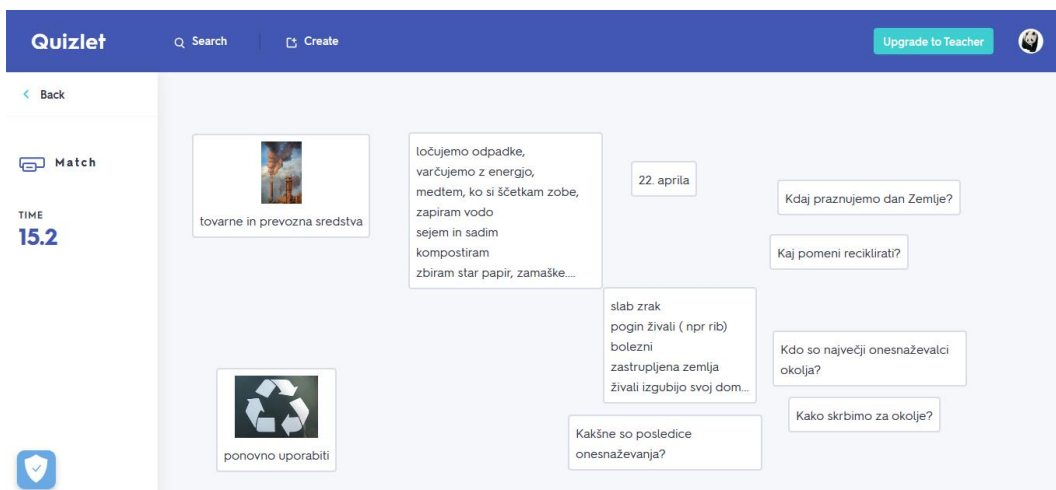 Quizlet
Search
Create
Upgrade to Teacher
Back
Match
TIME
15.2
tovarne in prevozna sredstva
ločujemo odpadke,
varčujemo z energjo,
medtem, ko si ščetkam zobe,
zapiram vodo
sejem in sadim
kompostiram
zbiram star papir, zamaške....
22. aprila
Kdaj praznujemo dan Zemlje?
Kaj pomeni reciklirati?
slab zrak
pogin živali ( npr rib)
bolezni
zastrupljena zemlja
živali izgubijo svoj dom...
Kdo so največji onesnaževalci
okolja?
ponovno uporabiti
Kakšne so posledice
onesnaževanja?
Kako skrbimo za okolje?